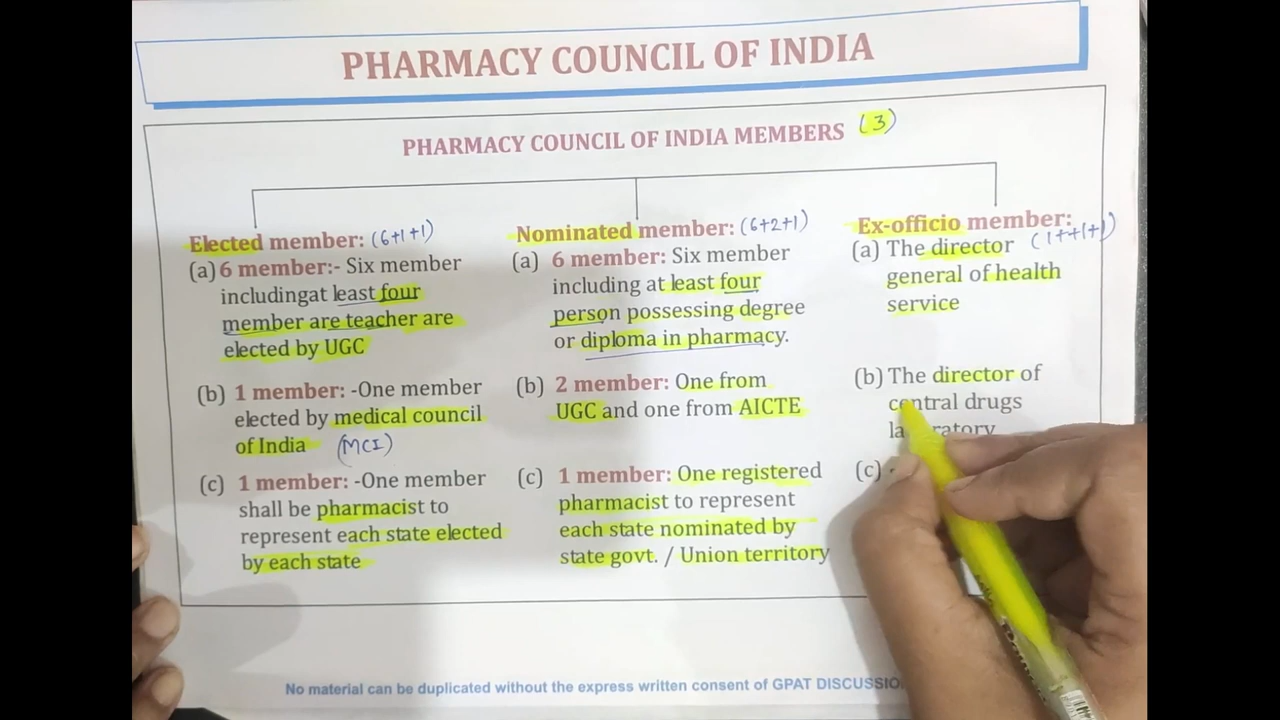 PHARMACY COUNCIL OF INDIA
PHARMACY COUNCIL OF INDIA MEMBERS (3)
Elected member: (6+1+1)
(a) 6 member:- Six member
includingat least four
member are teacher are
elected by UGC
(b) 1 member: -One member
elected by medical council
of India (MCI)
(c) 1 member: -One member
shall be pharmacist to
represent each state elected
by each state
Nominated member: (6+2+1)
(a) 6 member: Six member
including at least four
person possessing degree
or diploma in pharmacy.
(b) 2 member: One from
UGC and one from AICTE
(c) 1 member: One registered
pharmacist to represent
each state nominated by
state govt. / Union territory
Ex-officio member:
(a) The director (1++1+1)
general of health
service
(b) The director of
central drugs
(c)
No material can be duplicated without the express written consent of GPAT